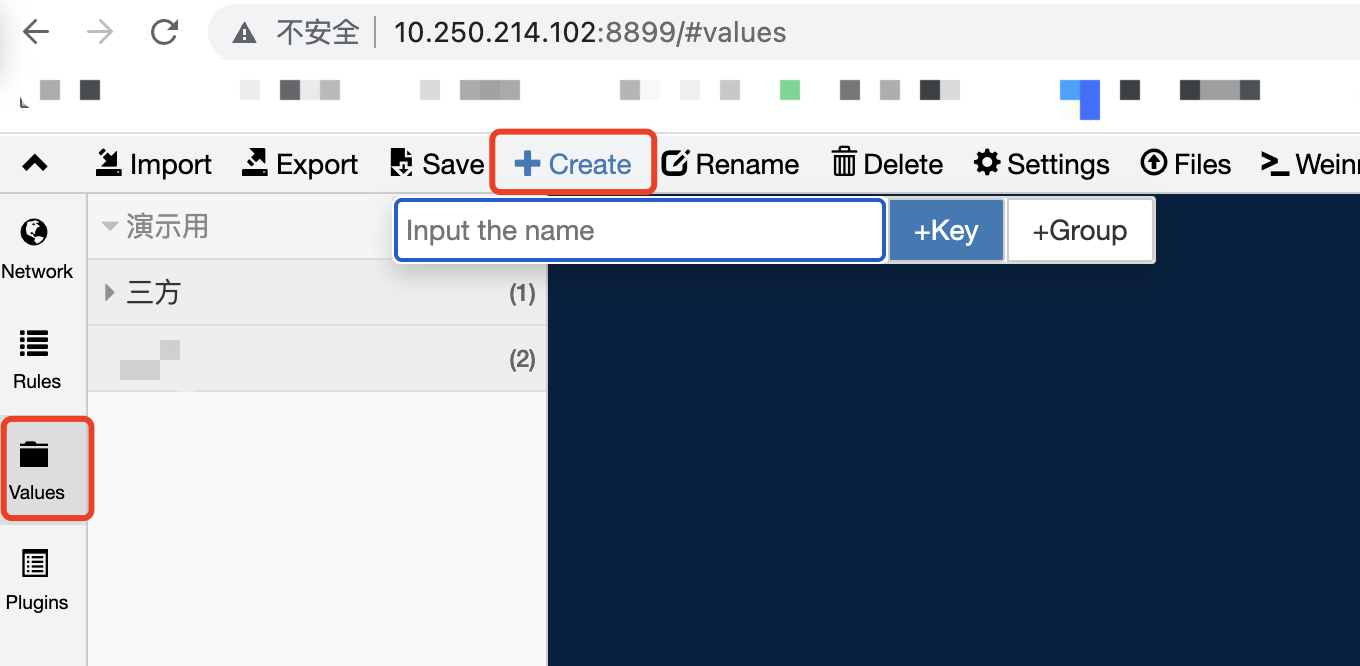 不安全 10.250.214.102:8899/#values
Import Export Save Create Rename Delete Settings Files Wein
演示用
Input the name +Key +Group
Network
三方 (1)
(2)
Rules
Values
Plugins